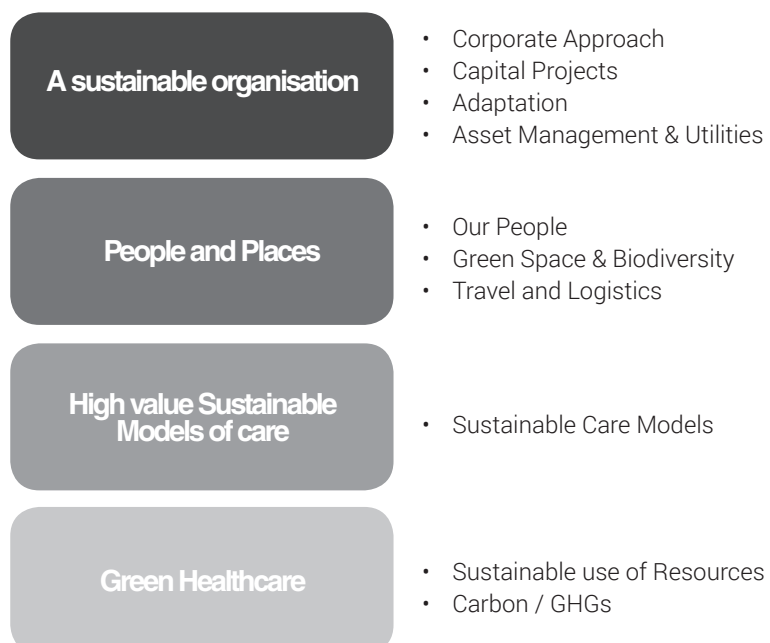 A sustainable organisation
• Corporate Approach
• Capital Projects
• Adaptation
• Asset Management & Utilities
People and Places
• Our People
• Green Space & Biodiversity
• Travel and Logistics
High value Sustainable
Models of care
• Sustainable Care Models
Green Healthcare
• Sustainable use of Resources
• Carbon / GHGs